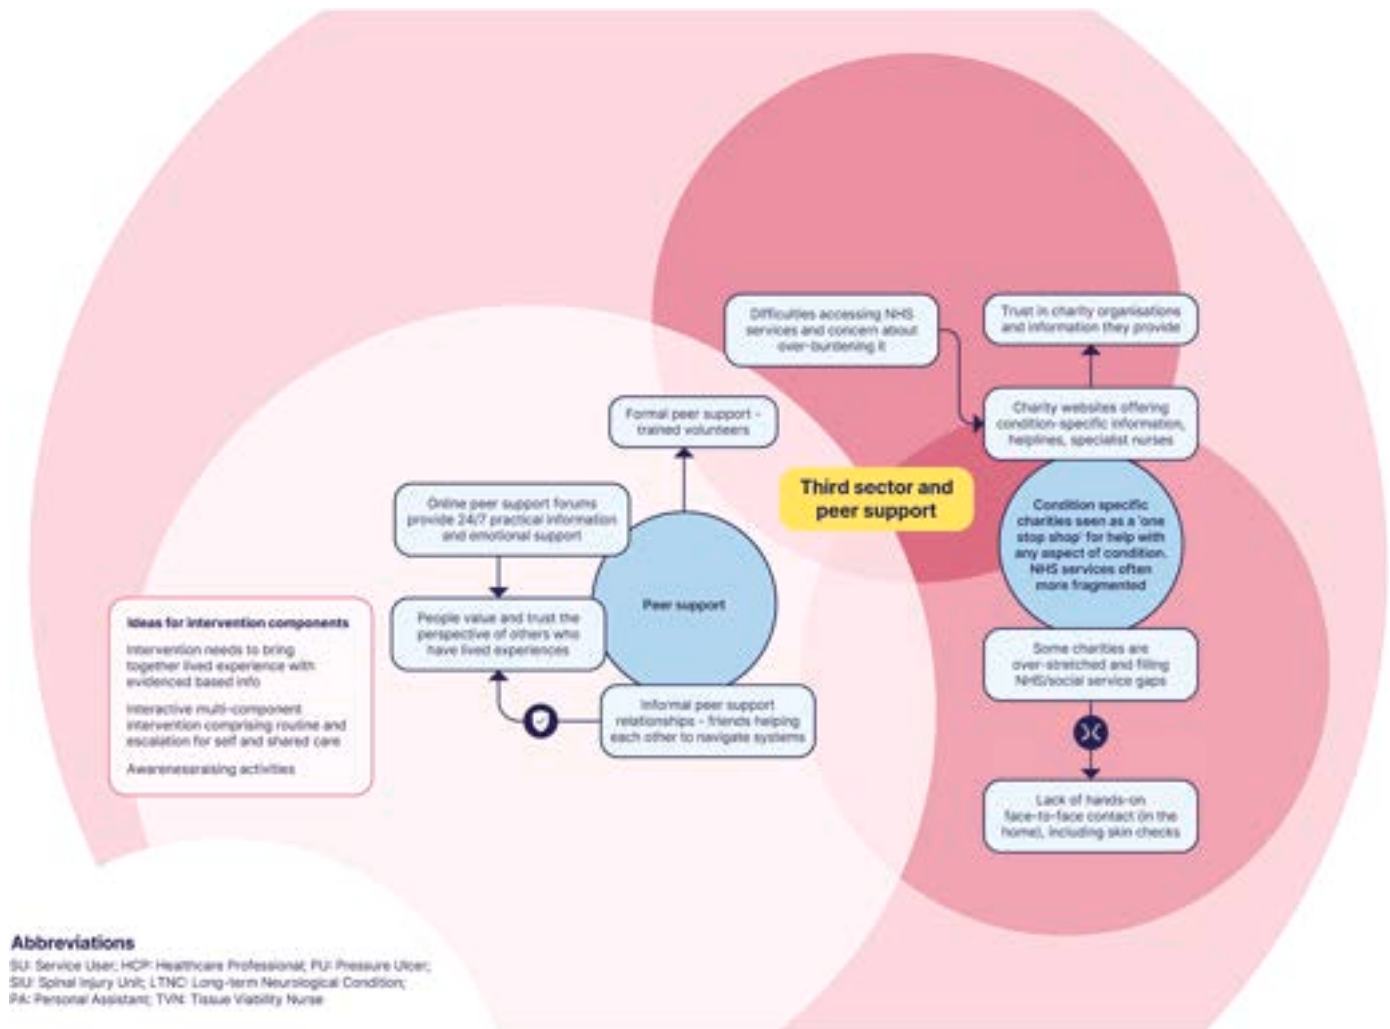 Difficulties accessing NHS
services and concern about
over-burdening it
Trust in charity organisations
and information they provide
Charity websites offering
condition-specific information,
helplines, specialist nurses
Formal peer support -
trained volunteers
Third sector and
peer support
Online peer support forums
provide 24/7 practical information
and emotional support
Condition specific
charities seen as a 'one
stop shop' for help with
any aspect of condition.
NHS services often
more fragmented
Peer support
People value and trust the
perspective of others who
have lived experiences
Ideas for intervention components
Intervention needs to bring
together lived experience with
evidenced based info
Interactive multi-component
intervention comprising routine and
escalation for self and shared care
Awarenessraising activities
Some charities are
over-stretched and filling
NHS/social service gaps
Informal peer support
relationships - friends helping
each other to navigate systems
Lack of hands-on
face-to-face contact (in the
home), including skin checks
Abbreviations
SU: Service User; HCP: Healthcare Professional; PU: Pressure Ulcer;
SIU: Spinal Injury Unit; LTNC: Long-term Neurological Condition;
PA: Personal Assistant; TVN: Tissue Viability Nurse